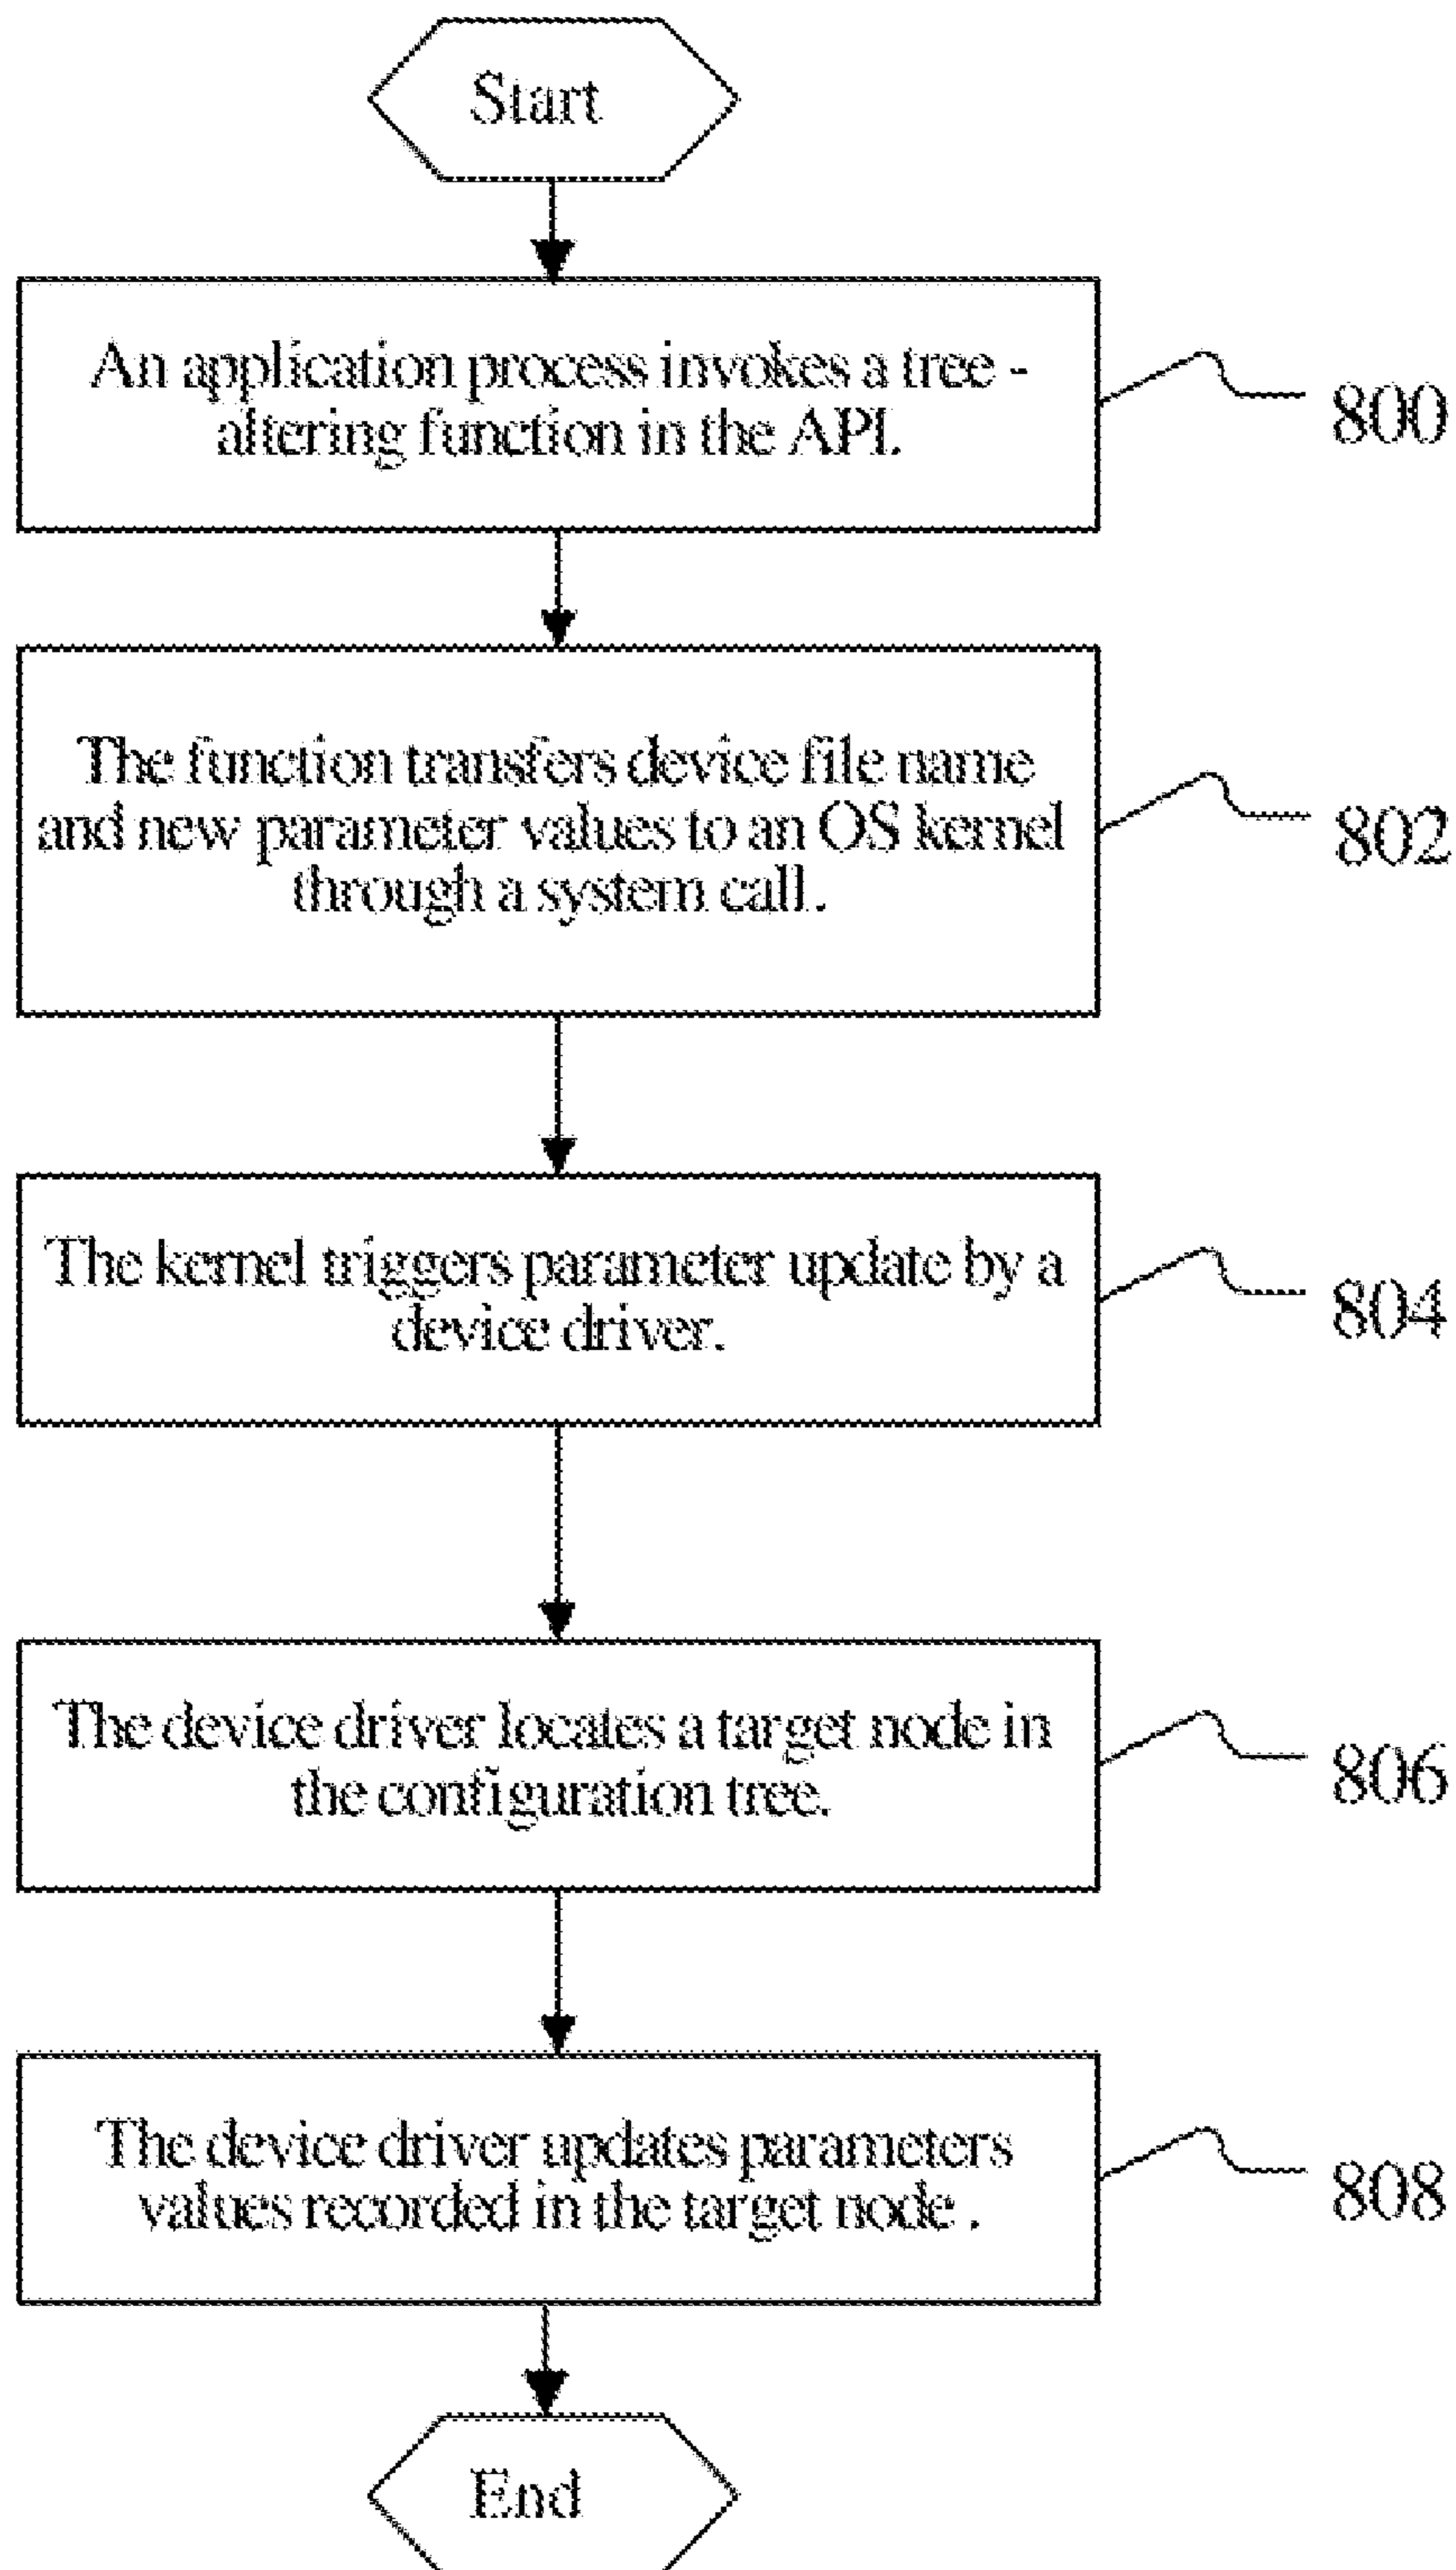 Start
An application process invokes a tree -
altering function in the API.
800
The function transfers device file name
and new parameter values to an OS kernel
through a system call.
802
The kernel triggers parameter update by a
device driver.
804
The device driver locates a target node in
the configuration tree.
806
The device driver updates parameters
values recorded in the target node .
808
End